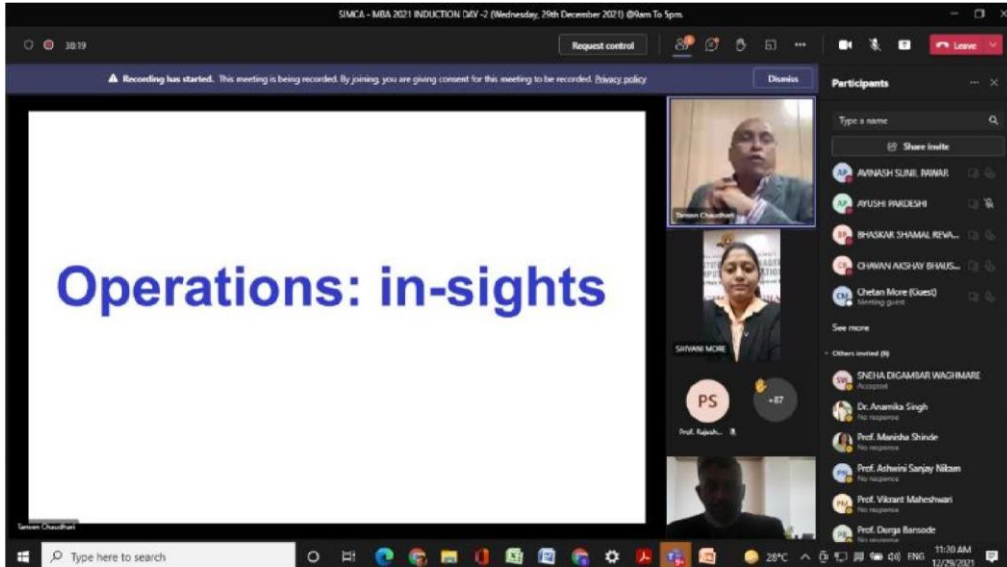 SIMCA - MBA 2021 INDUCTION DAY -2 (Wednesday, 29th December 2021) @9am To 5pm
38:19
Request control
Leave
Recording has started. This meeting is being recorded. By joining, you are giving consent for this meeting to be recorded. Privacy policy
Dismiss
Operations: in-sights
Tanson Chaudhari
Chaudhari
SHIVANI MORE
PS
+87
Prof. Rajesh...
Participants
Type a name
Share invite
AVINASH SUNIL PAWAR
AYUSHI PARDESHI
BHASKAR SHAMAL REVA...
CHAVAN AKSHAY BHAUS...
CM
Chetan More (Guest)
Meeting guest
See more
Others invited (9)
SNEHA DIGAMBAR WAGHMARE
Accepted
Dr. Anamika Singh
No response
Prof. Manisha Shinde
No response
Prof. Ashwini Sanjay Nikam
No response
Prof. Vikrant Maheshwari
No response
Prof. Durga Bansode
Type here to search
28°C
ENG
11:20 AM
12/29/2021